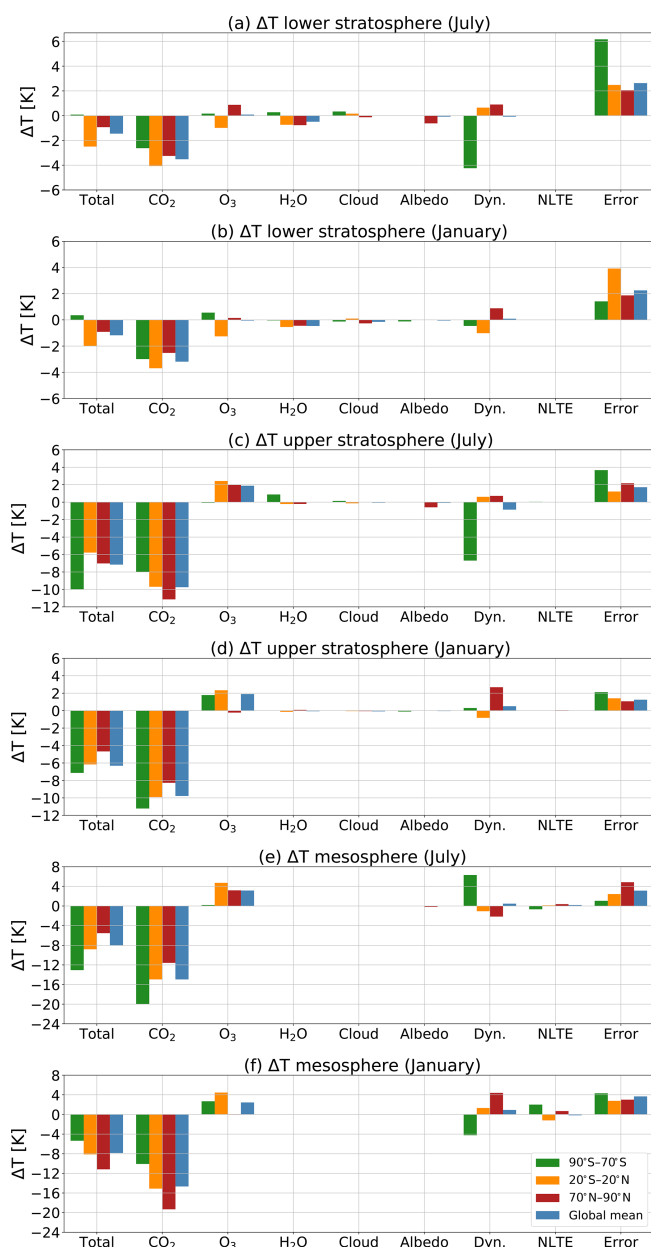 (a) ΔT lower stratosphere (July)
ΔT [K]
6
4
2
0
−2
−4
−6
Total CO₂ O₃ H₂O Cloud Albedo Dyn. NLTE Error
(b) ΔT lower stratosphere (January)
ΔT [K]
6
4
2
0
−2
−4
−6
Total CO₂ O₃ H₂O Cloud Albedo Dyn. NLTE Error
(c) ΔT upper stratosphere (July)
ΔT [K]
6
4
2
0
−2
−4
−6
−8
−10
−12
Total CO₂ O₃ H₂O Cloud Albedo Dyn. NLTE Error
(d) ΔT upper stratosphere (January)
ΔT [K]
6
4
2
0
−2
−4
−6
−8
−10
−12
Total CO₂ O₃ H₂O Cloud Albedo Dyn. NLTE Error
(e) ΔT mesosphere (July)
ΔT [K]
8
4
0
−4
−8
−12
−16
−20
−24
Total CO₂ O₃ H₂O Cloud Albedo Dyn. NLTE Error
(f) ΔT mesosphere (January)
ΔT [K]
8
4
0
−4
−8
−12
−16
−20
−24
90°S–70°S
20°S–20°N
70°N–90°N
Global mean
Total CO₂ O₃ H₂O Cloud Albedo Dyn. NLTE Error